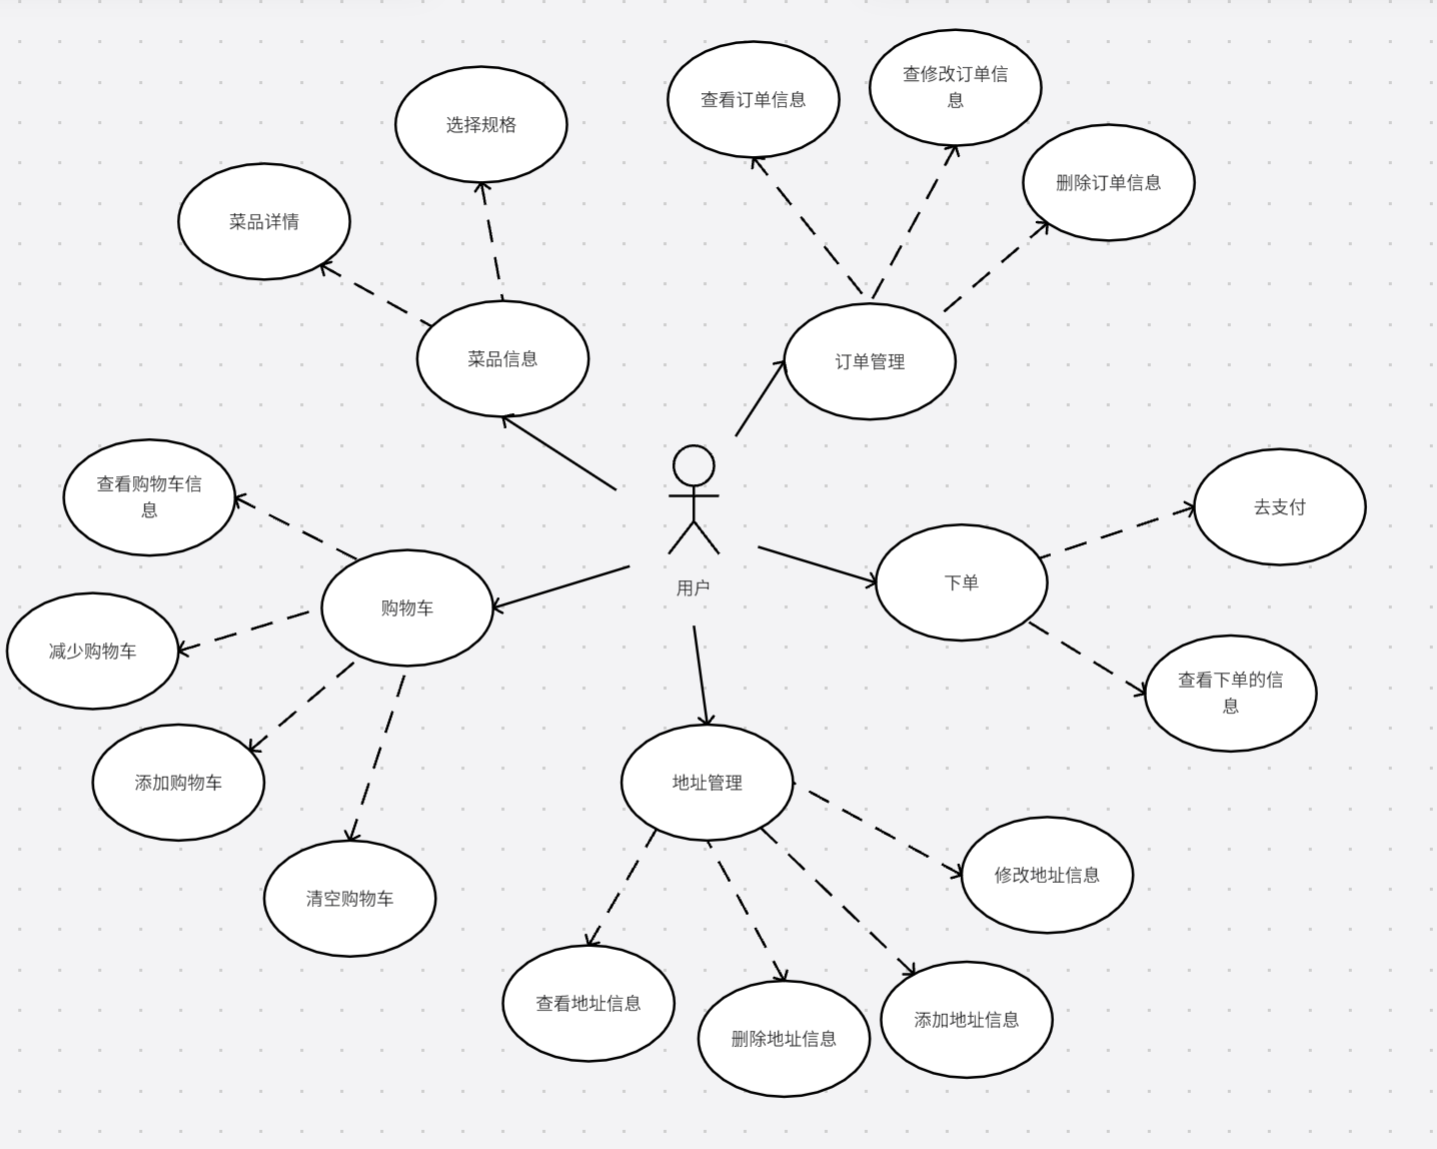 查看订单信息
查修改订单信
息
选择规格
删除订单信息
菜品详情
菜品信息
订单管理
查看购物车信
息
去支付
用户
下单
购物车
减少购物车
查看下单的信
息
添加购物车
地址管理
修改地址信息
清空购物车
查看地址信息
删除地址信息
添加地址信息